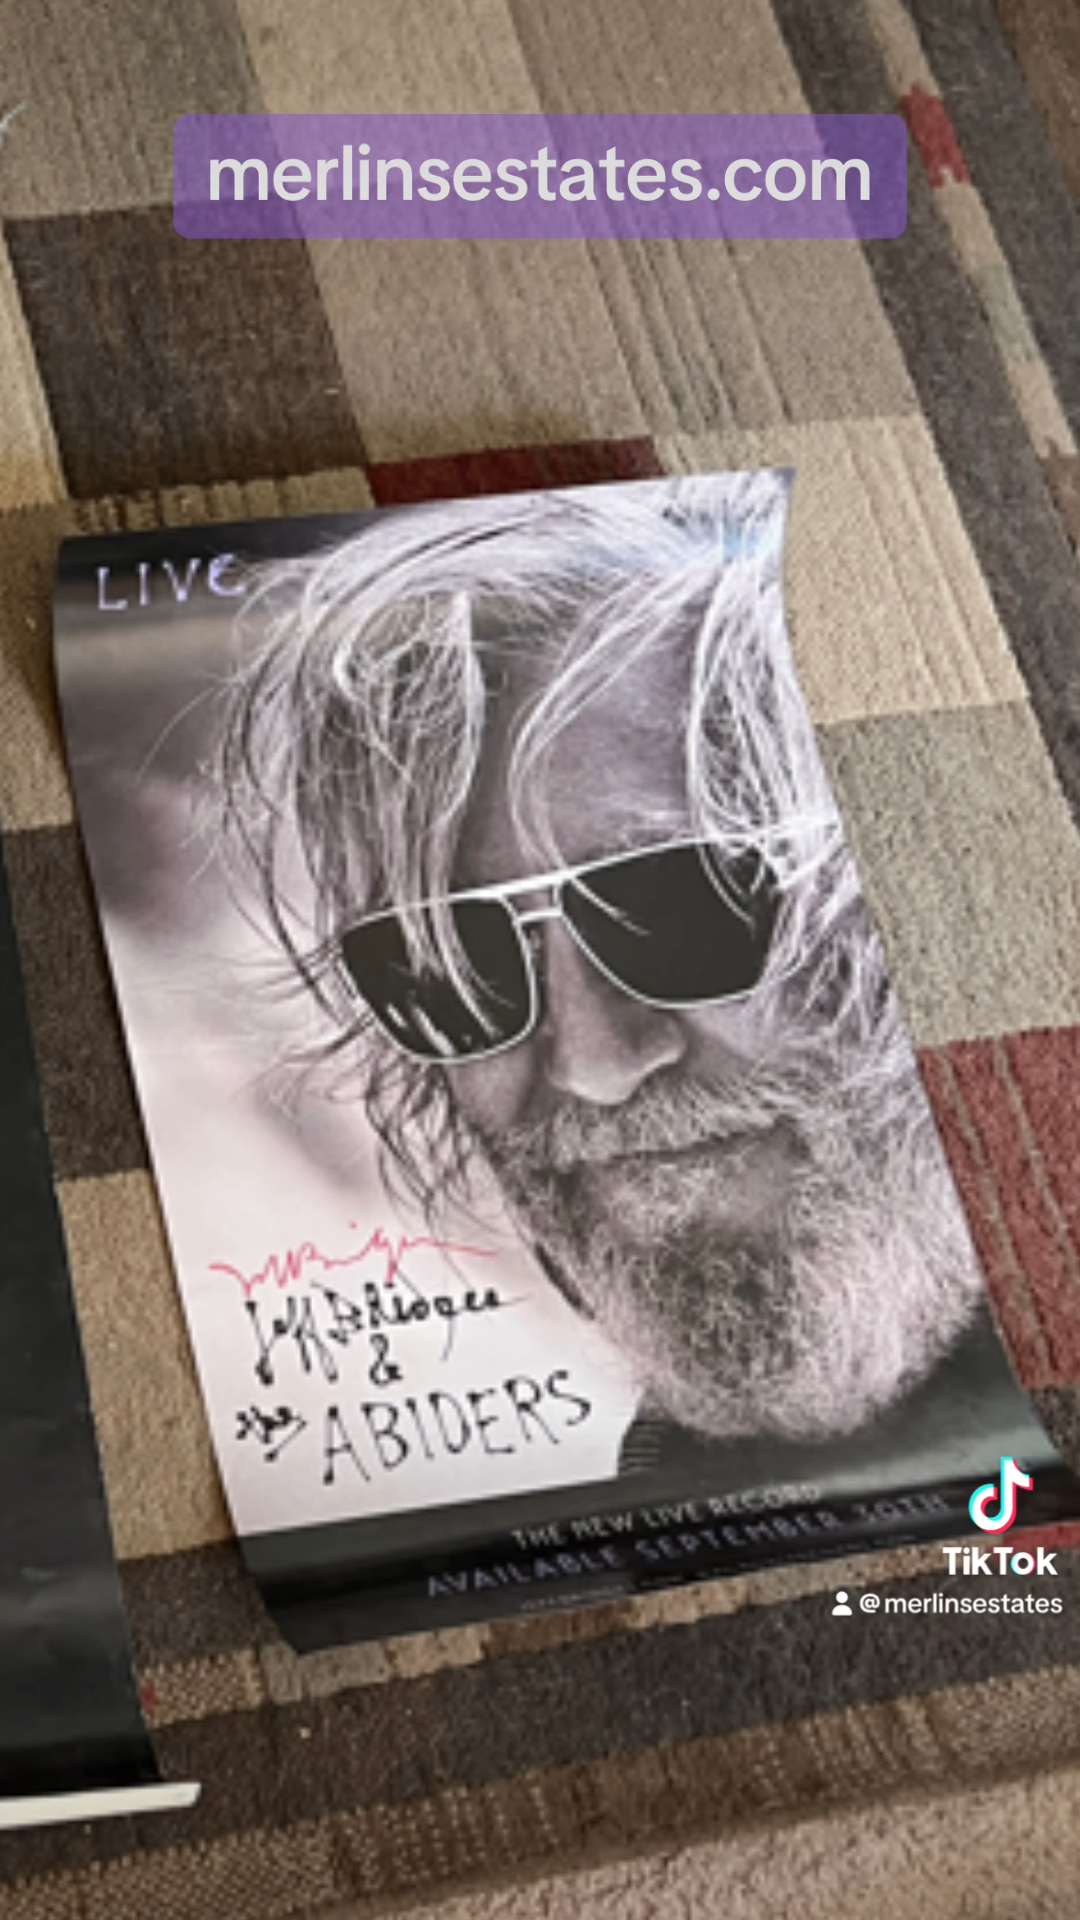 merlinsestates.com
LIVE
Jeff Bridges
&
the ABIDERS
THE NEW LIVE RECORD
AVAILABLE SEPTEMBER 30TH
TikTok
@merlinsestates